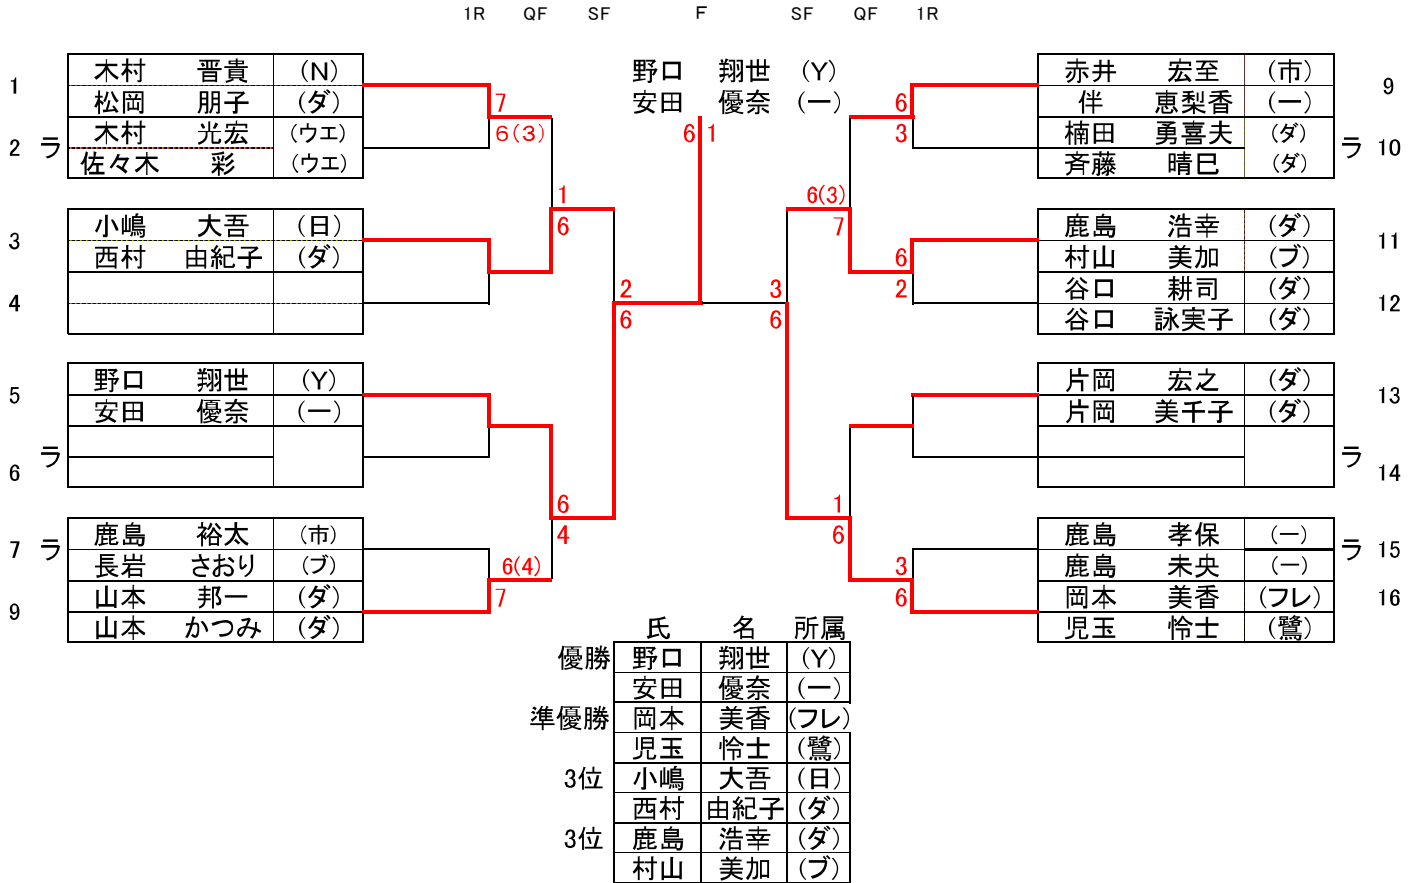 1R QF SF F SF QF 1R
野口 翔世 (Y)
安田 優奈 (一)
6 1
1 木村 晋貴 (N)
松岡 朋子 (ダ)
2 ラ 木村 光宏 (ウエ)
佐々木 彩 (ウエ)
7
6(3)
3 小嶋 大吾 (日)
西村 由紀子 (ダ)
4
1
6
5 野口 翔世 (Y)
安田 優奈 (一)
6 ラ
2
6
7 ラ 鹿島 裕太 (市)
長岩 さおり (ブ)
9 山本 邦一 (ダ)
山本 かつみ (ダ)
6
4
6(4)
7
赤井 宏至 (市) 9
伴 恵梨香 (一)
楠田 勇喜夫 (ダ) ラ 10
斉藤 晴巳 (ダ)
6
3
鹿島 浩幸 (ダ) 11
村山 美加 (ブ)
谷口 耕司 (ダ) 12
谷口 詠実子 (ダ)
6(3)
7
6
2
片岡 宏之 (ダ) 13
片岡 美千子 (ダ)
ラ 14
3
6
鹿島 孝保 (一) ラ 15
鹿島 未央 (一)
岡本 美香 (フレ) 16
児玉 怜士 (鷺)
1
6
3
6
氏 名 所属
優勝 野口 翔世 (Y)
安田 優奈 (一)
準優勝 岡本 美香 (フレ)
児玉 怜士 (鷺)
3位 小嶋 大吾 (日)
西村 由紀子 (ダ)
3位 鹿島 浩幸 (ダ)
村山 美加 (ブ)